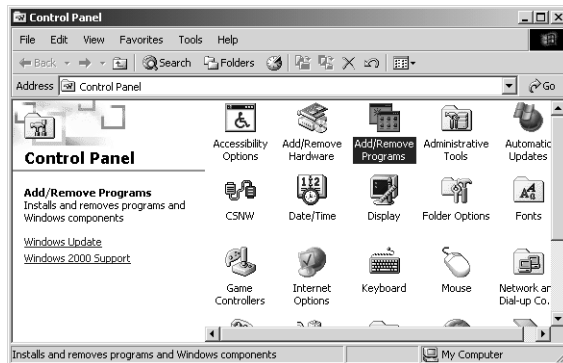 Control Panel
File Edit View Favorites Tools Help
Back Search Folders
Address Control Panel Go
Control Panel
Add/Remove Programs
Installs and removes programs and
Windows components
Windows Update
Windows 2000 Support
Accessibility Options
Add/Remove Hardware
Add/Remove Programs
Administrative Tools
Automatic Updates
CSNW
Date/Time
Display
Folder Options
Fonts
Game Controllers
Internet Options
Keyboard
Mouse
Network an
Dial-up Co.
Installs and removes programs and Windows components My Computer